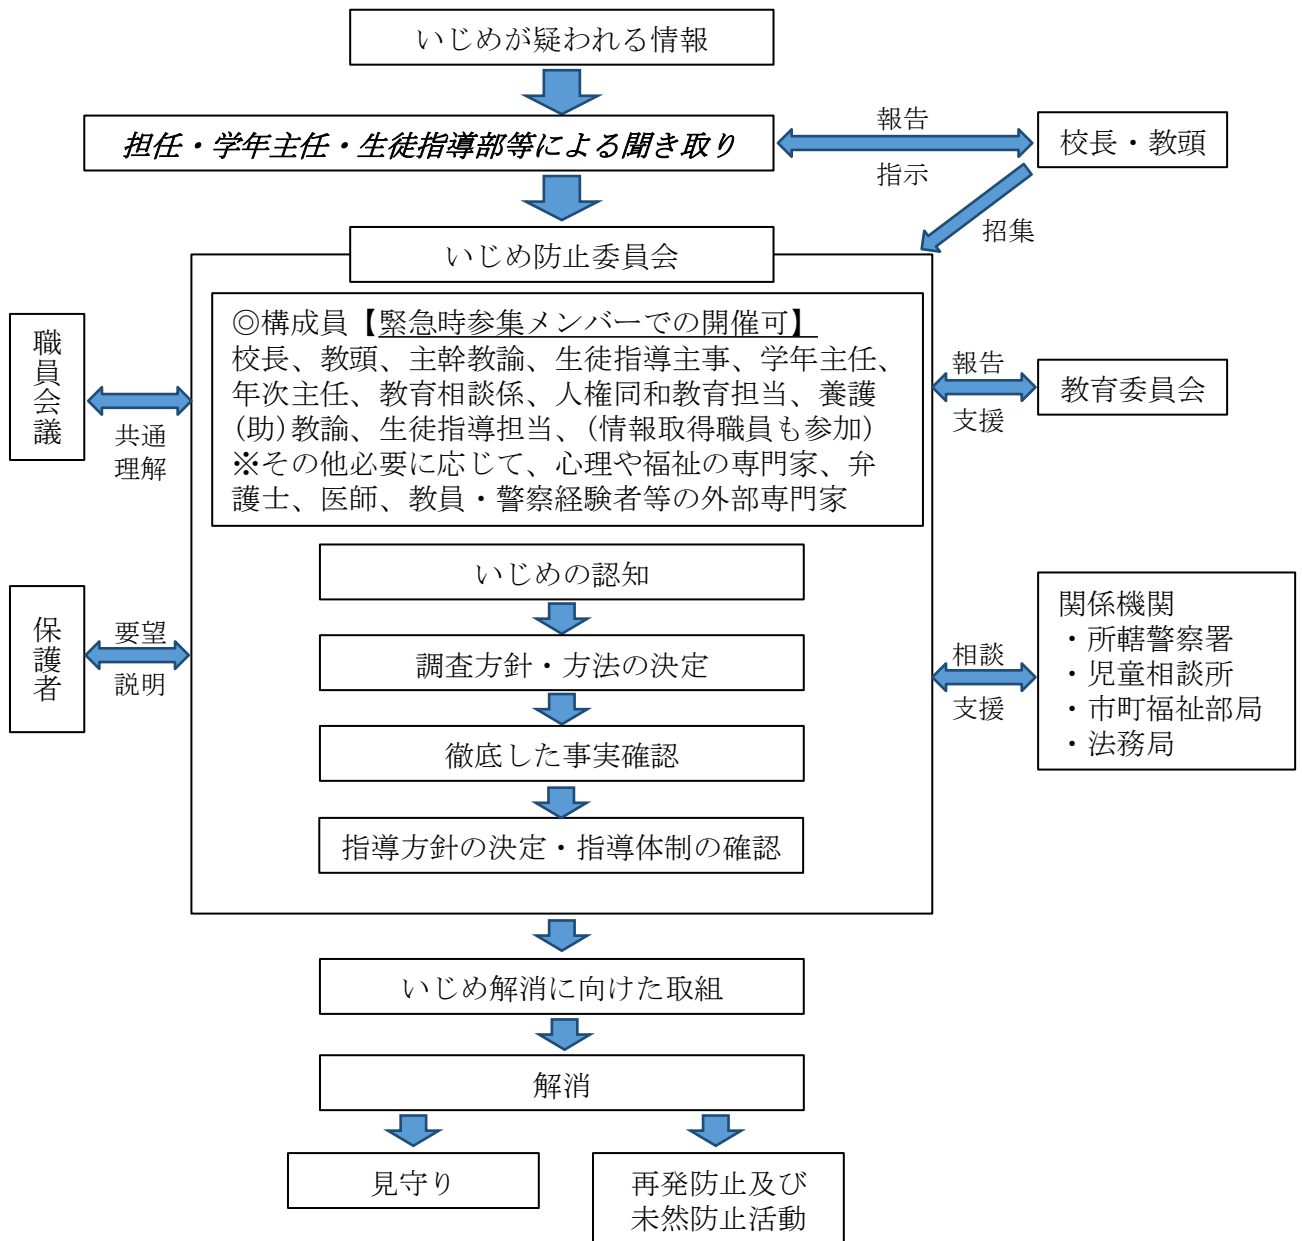 いじめが疑われる情報
担任・学年主任・生徒指導部等による聞き取り
報告
指示
校長・教頭
招集
いじめ防止委員会
◎構成員【緊急時参集メンバーでの開催可】
校長、教頭、主幹教諭、生徒指導主事、学年主任、
年次主任、教育相談係、人権同和教育担当、養護
(助)教諭、生徒指導担当、(情報取得職員も参加)
※その他必要に応じて、心理や福祉の専門家、弁
護士、医師、教員・警察経験者等の外部専門家
職員会議
共通
理解
報告
支援
教育委員会
いじめの認知
調査方針・方法の決定
徹底した事実確認
指導方針の決定・指導体制の確認
保護者
要望
説明
相談
支援
関係機関
・所轄警察署
・児童相談所
・市町福祉部局
・法務局
いじめ解消に向けた取組
解消
見守り
再発防止及び
未然防止活動